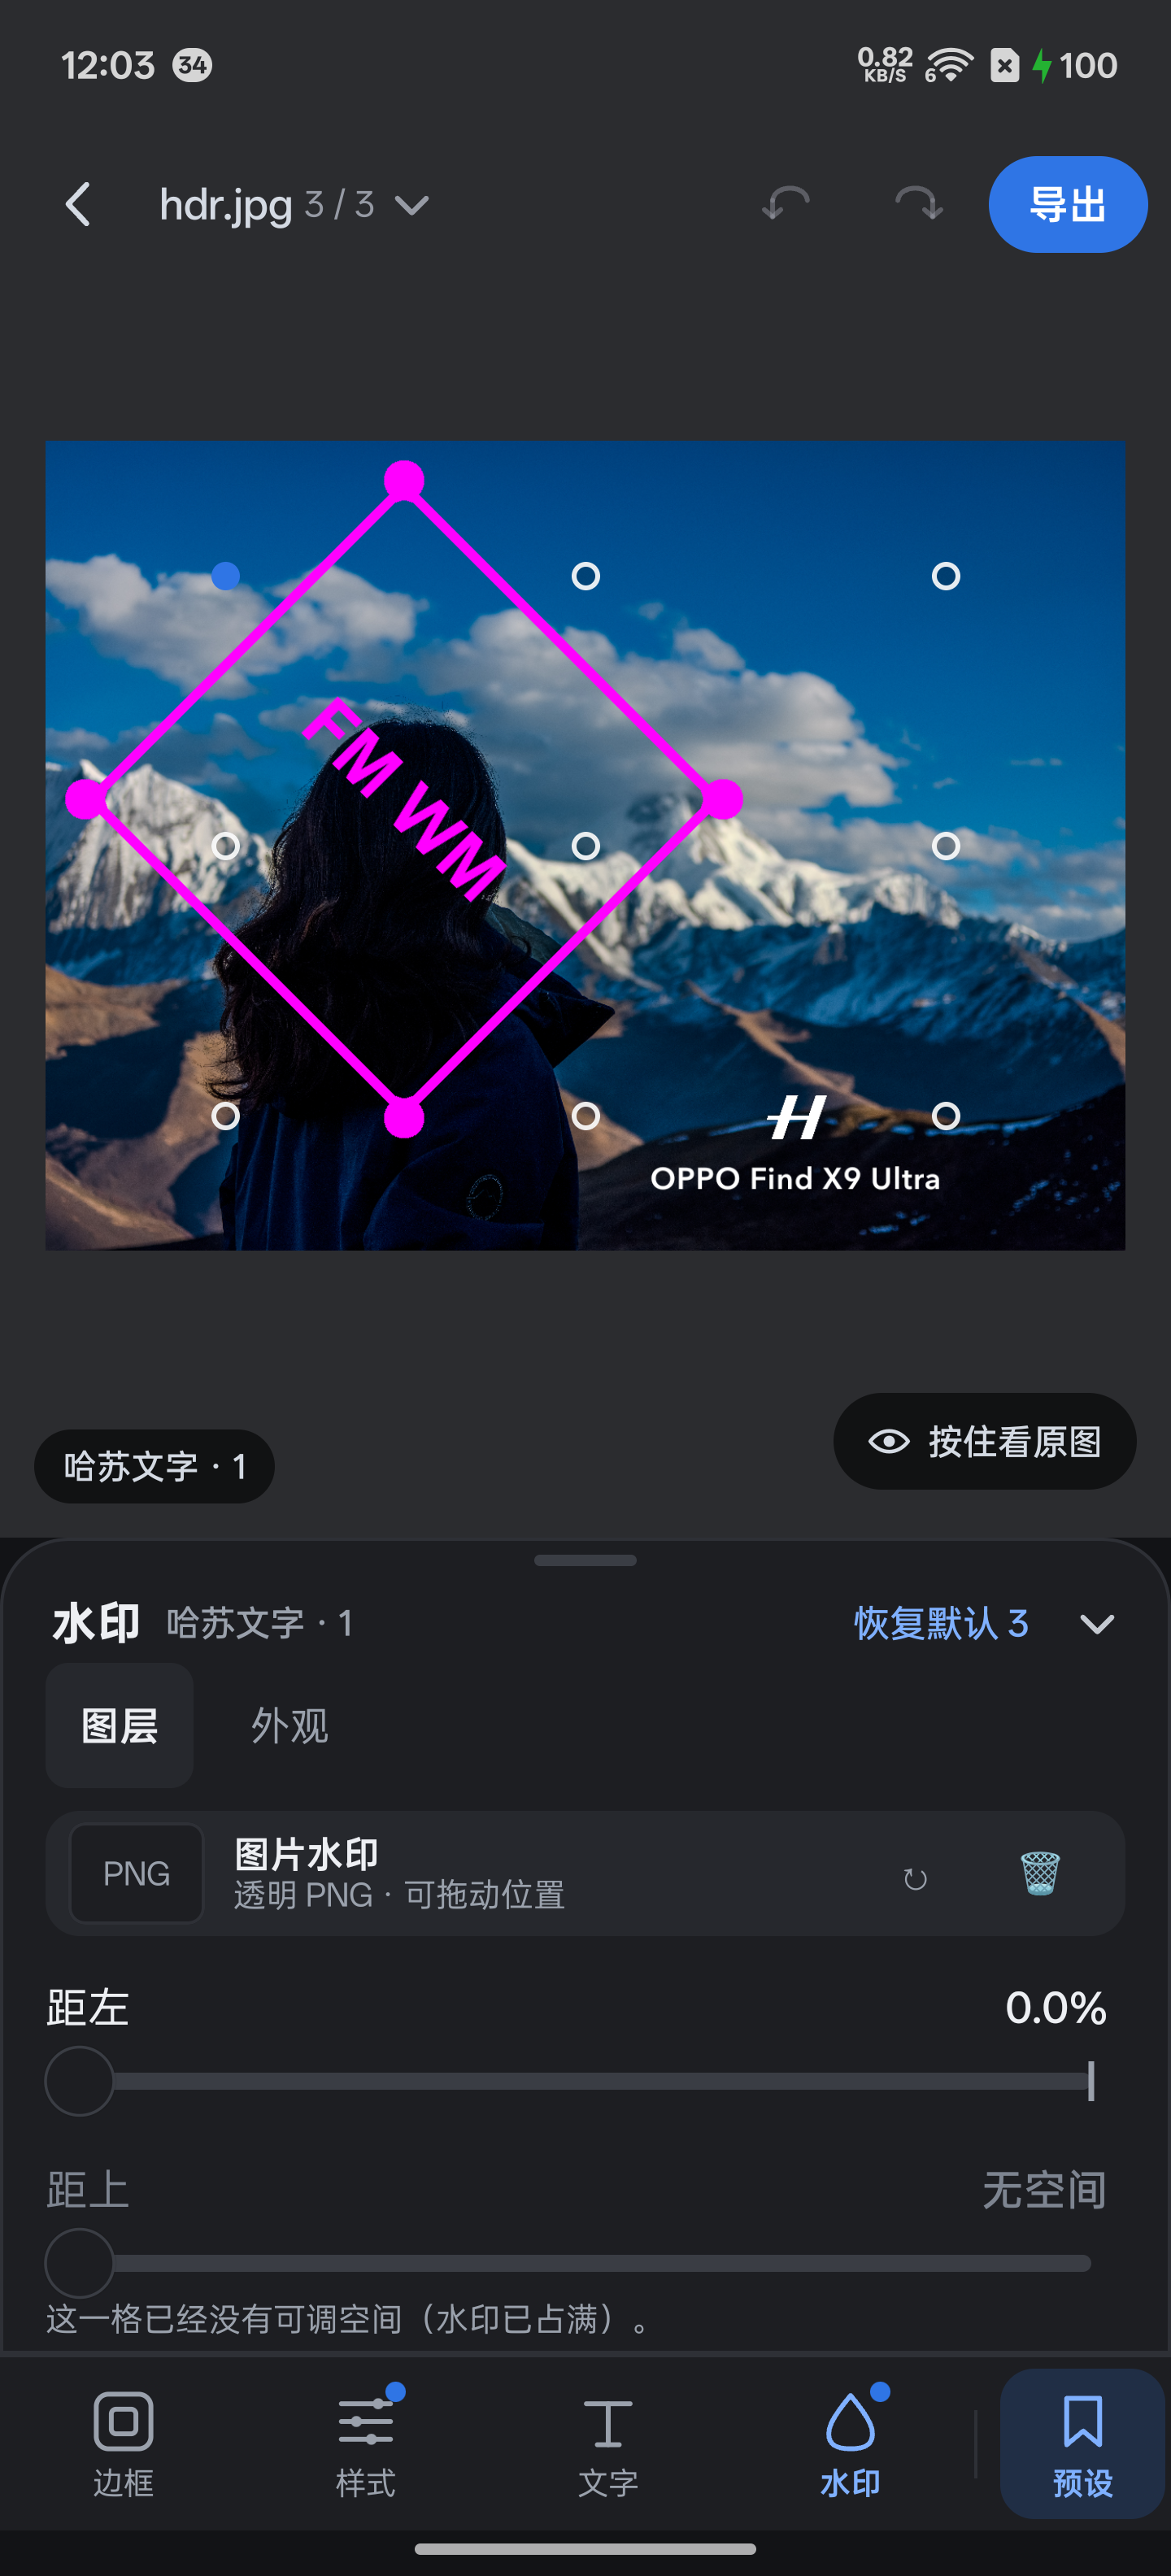 12:03 34 0.82 KB/S 6 100
hdr.jpg 3 / 3 导出
FM WM
OPPO Find X9 Ultra
按住看原图
哈苏文字 · 1
水印 哈苏文字 · 1 恢复默认 3
图层 外观
PNG
图片水印
透明 PNG · 可拖动位置
距左 0.0%
距上 无空间
这一格已经没有可调空间（水印已占满）。
边框 样式 文字 水印 预设